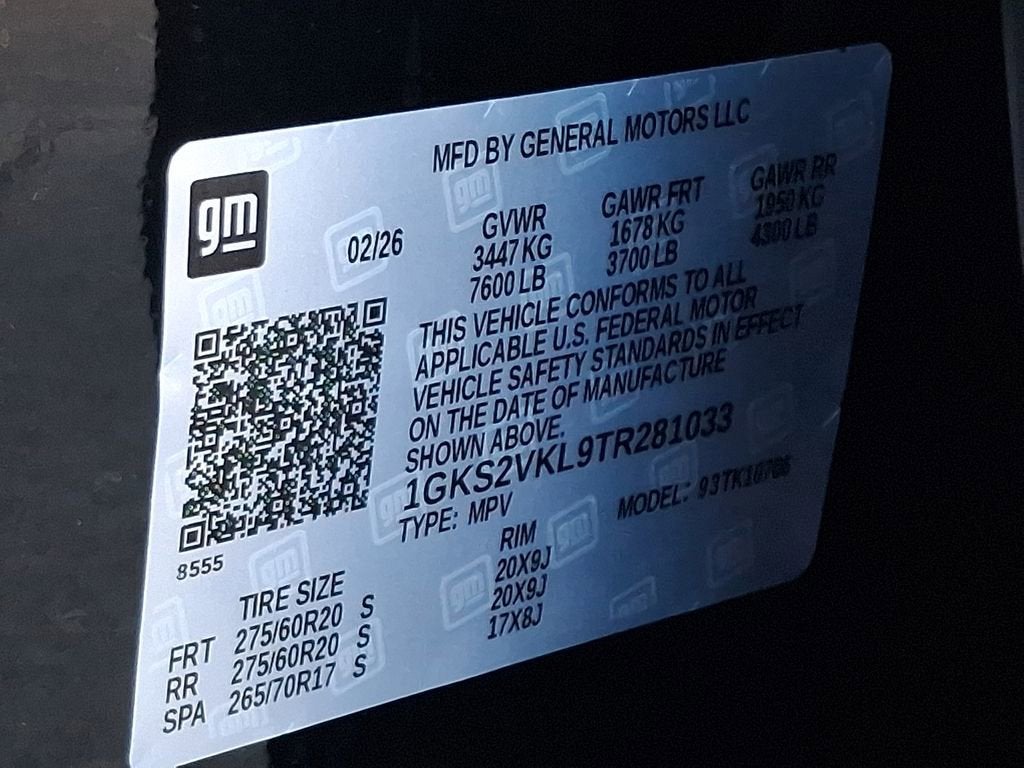 MFD BY GENERAL MOTORS LLC
gm
02/26
GVWR
3447 KG
7600 LB
GAWR FRT
1678 KG
3700 LB
GAWR RR
1950 KG
4300 LB
THIS VEHICLE CONFORMS TO ALL
APPLICABLE U.S. FEDERAL MOTOR
VEHICLE SAFETY STANDARDS IN EFFECT
ON THE DATE OF MANUFACTURE
SHOWN ABOVE.
1GKS2VKL9TR281033
TYPE: MPV
MODEL: 93TK10706
8555
TIRE SIZE RIM
FRT 275/60R20 S 20X9J
RR 275/60R20 S 20X9J
SPA 265/70R17 S 17X8J